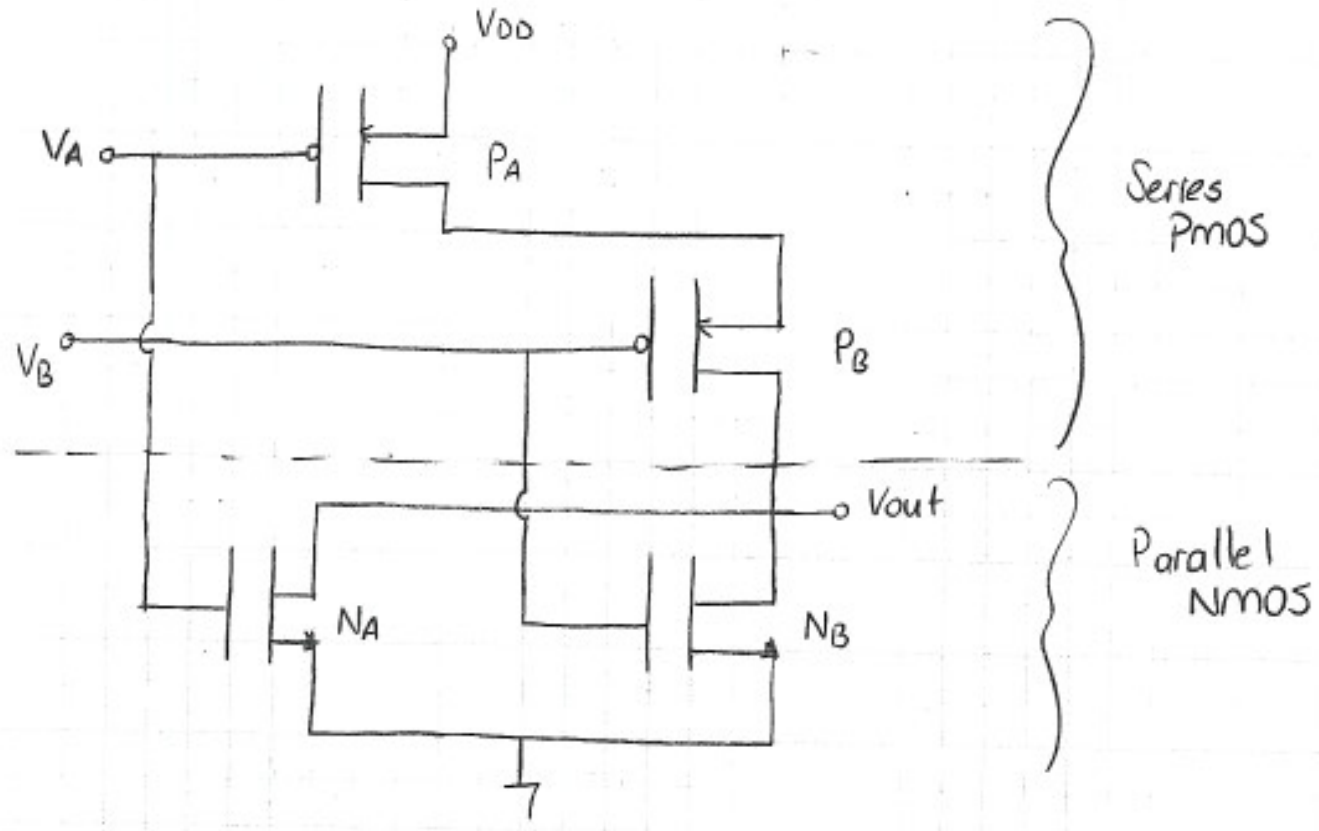 VDD
VA
PA
Series
PMOS
VB
PB
Vout
Parallel
NMOS
NA
NB